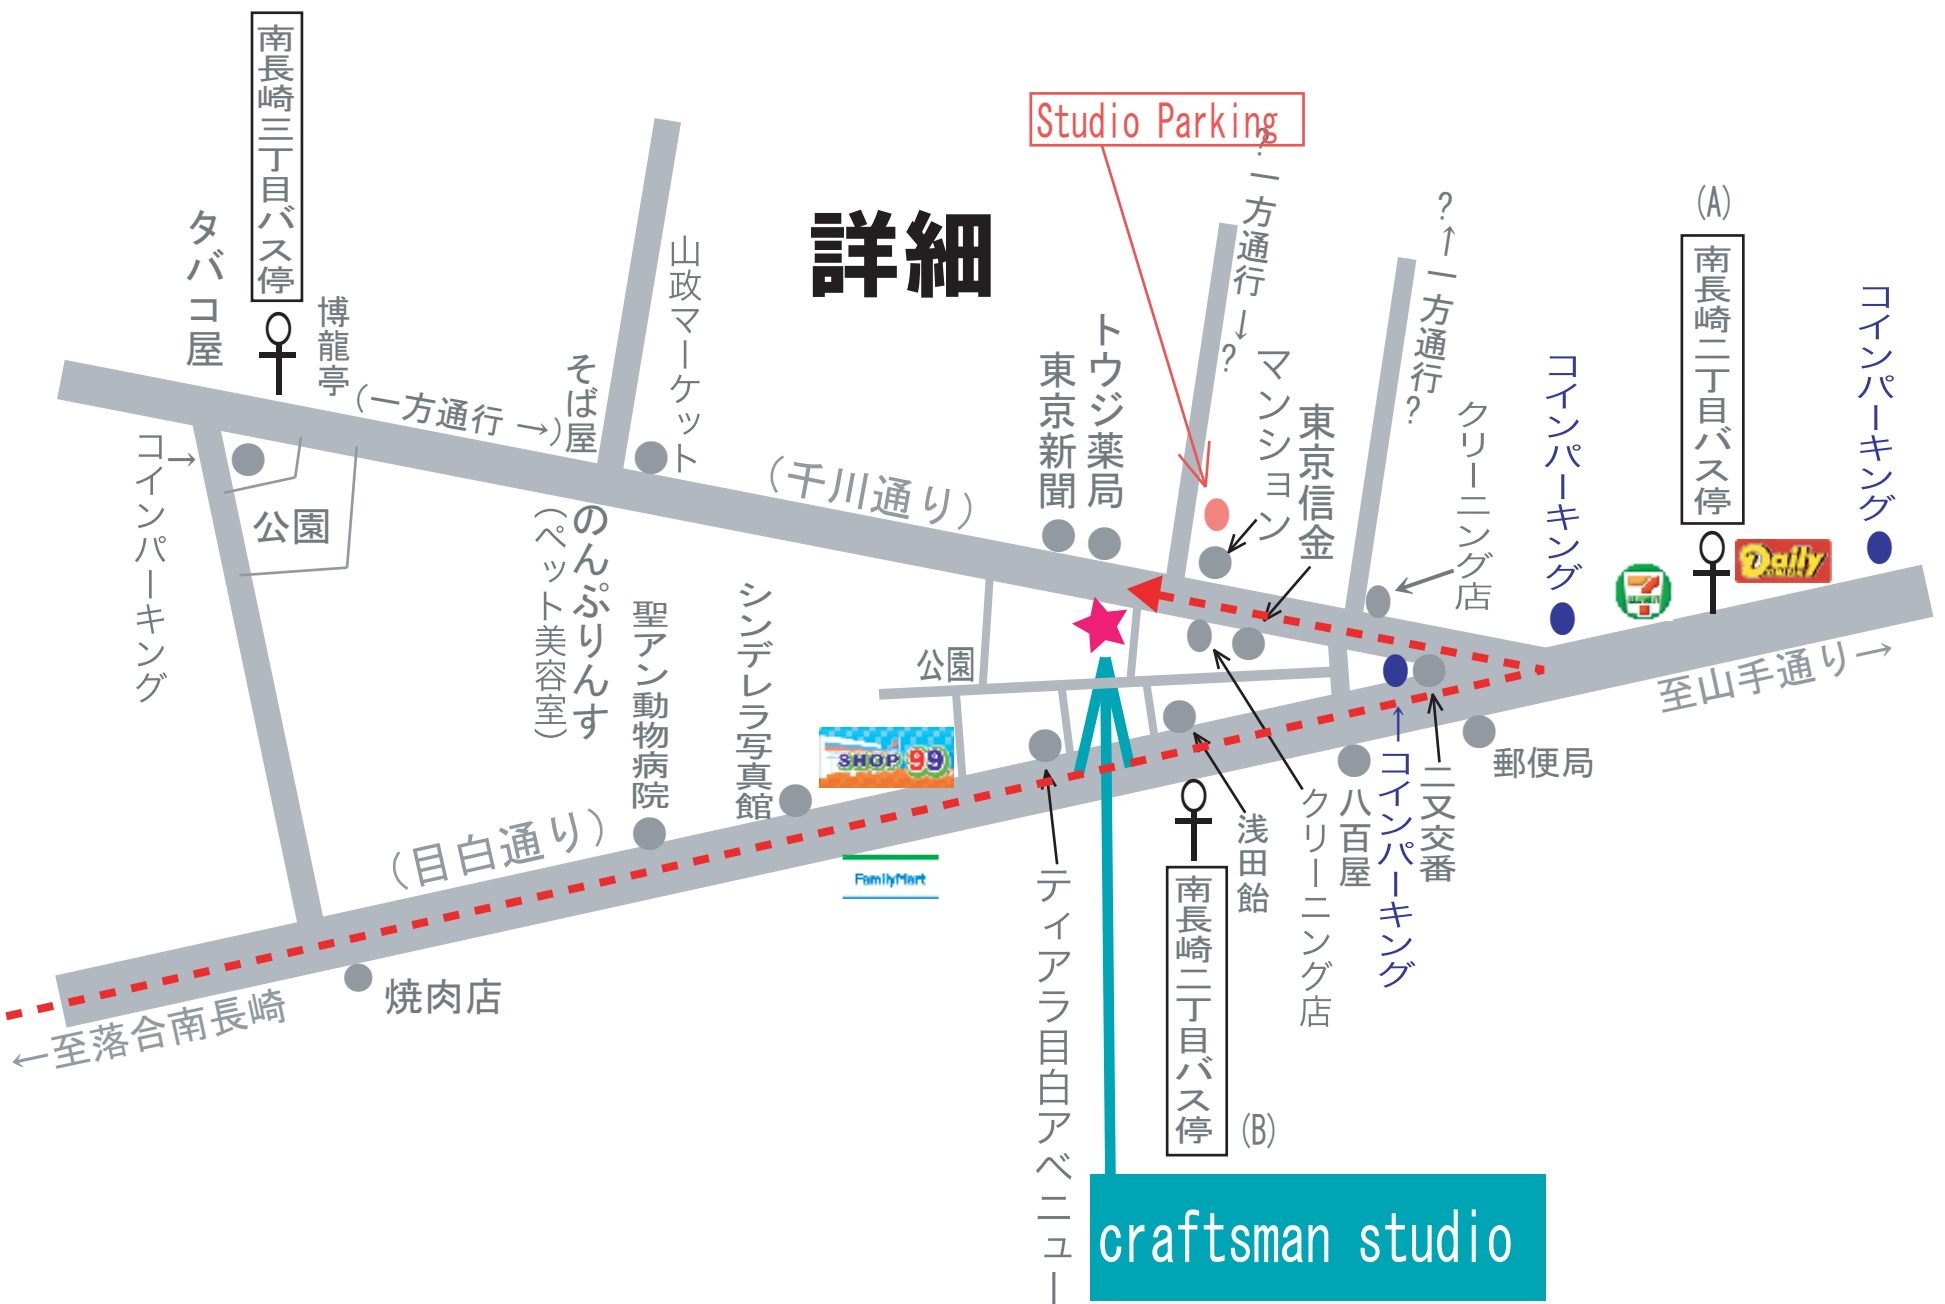 南長崎三丁目バス停
Studio Parking
詳細
タバコ屋
博龍亭
(一方通行 →)
そば屋
山政マーケット
?一方通行↓?
?↑一方通行?
(A)
南長崎二丁目バス停
コインパーキング
コインパーキング
トウジ薬局
東京新聞
マンション
東京信金
クリーニング店
コインパーキング
→
公園
(千川通り)
のんぷりんす
(ペット美容室)
聖アン動物病院
シンデレラ写真館
公園
7
ELEVEN
Daily
SHOP 99
FamilyMart
至山手通り→
郵便局
二又交番
←コインパーキング
八百屋
クリーニング店
浅田飴
(目白通り)
焼肉店
←至落合南長崎
ティアラ目白アベニュー
南長崎二丁目バス停
(B)
craftsman studio